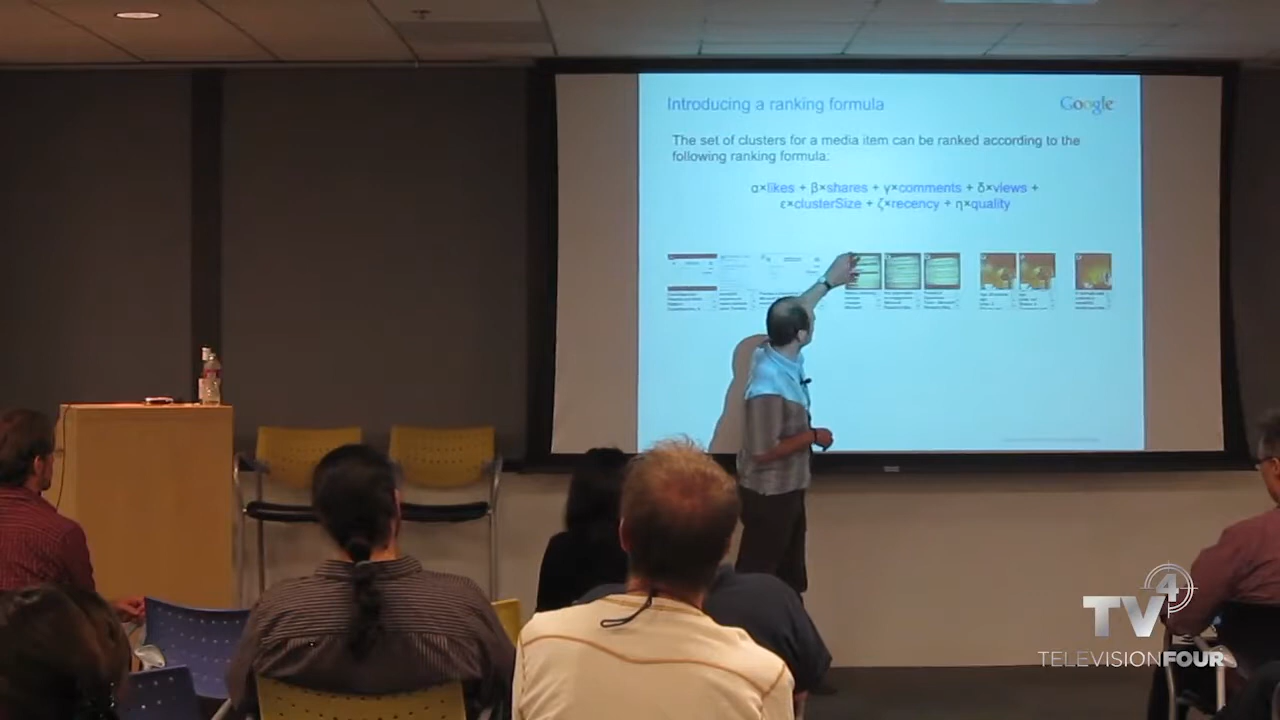 Introducing a ranking formula
Google
The set of clusters for a media item can be ranked according to the
following ranking formula:
α×likes + β×shares + γ×comments + δ×views +
ε×clusterSize + ζ×recency + η×quality
TV4
TELEVISIONFOUR